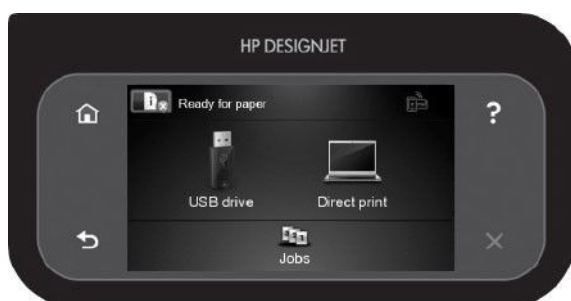 HP DESIGNJET
Ready for paper
?
USB drive
Direct print
Jobs